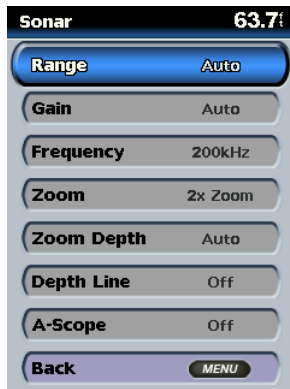 Sonar 63.7ft
Range Auto
Gain Auto
Frequency 200kHz
Zoom 2x Zoom
Zoom Depth Auto
Depth Line Off
A-Scope Off
Back MENU